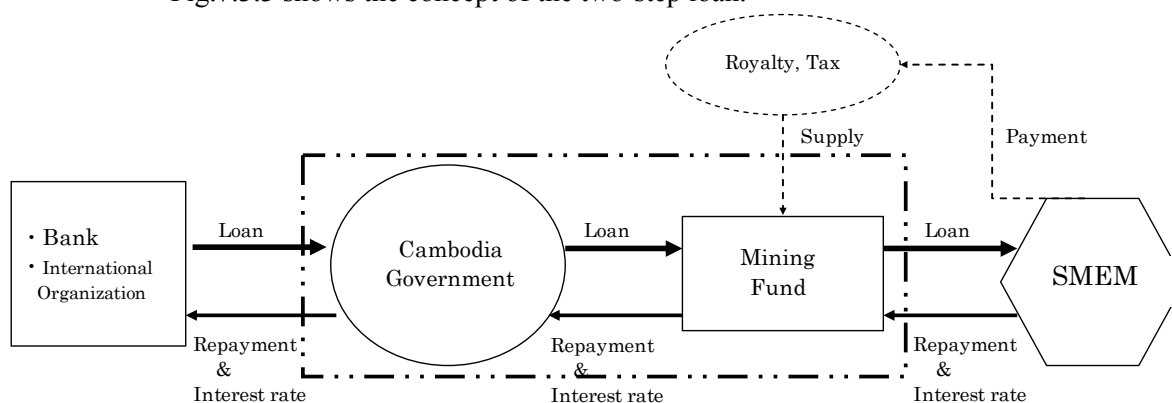 Fig.7.3.3 shows the concept of the two-step loan.
Royalty, Tax
Supply
Payment
・Bank
・International
Organization
Loan
Cambodia
Government
Loan
Mining
Fund
Loan
SMEM
Repayment
&
Interest rate
Repayment
&
Interest rate
Repayment
&
Interest rate